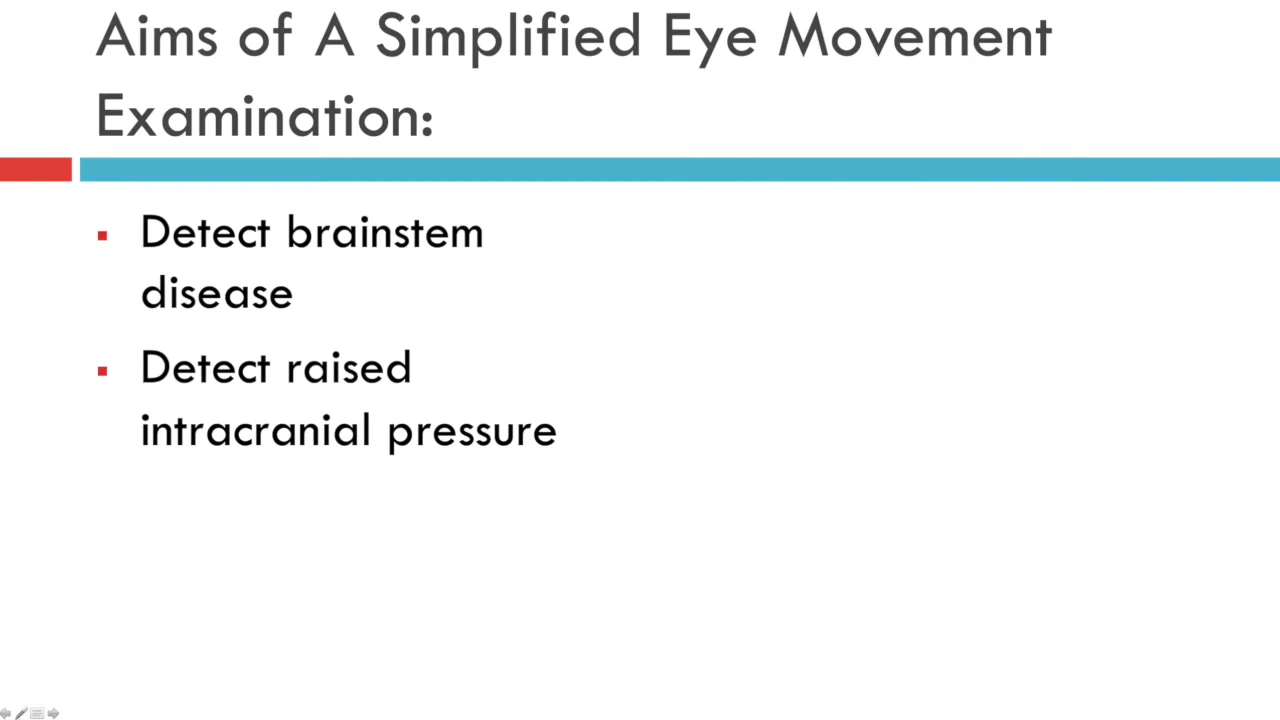 Aims of A Simplified Eye Movement
Examination:
▪ Detect brainstem
disease
▪ Detect raised
intracranial pressure